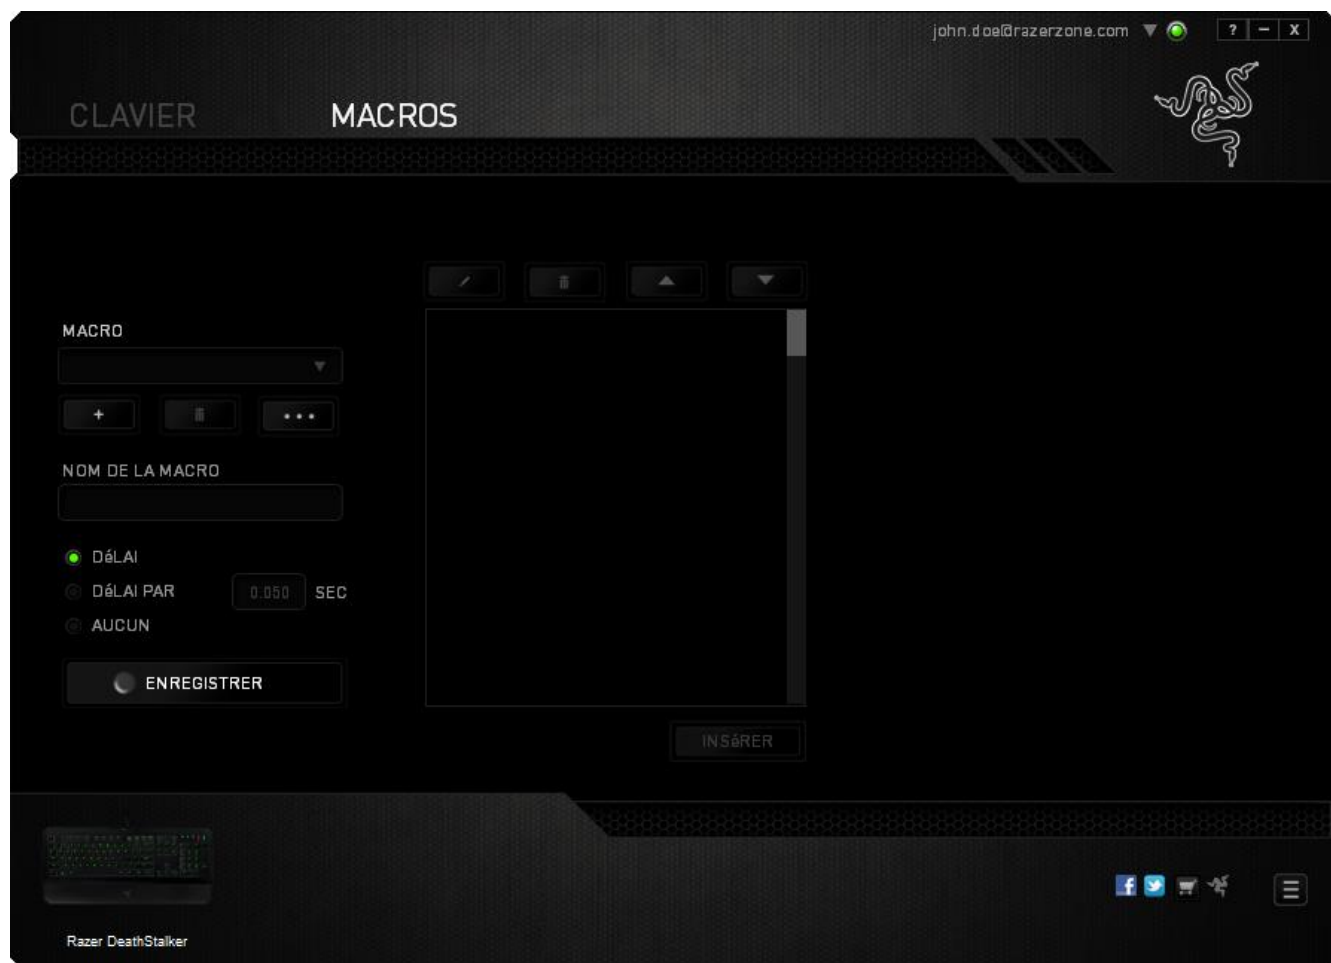 john.doe@razerzone.com
? – X
CLAVIER MACROS
MACRO
+ •••
NOM DE LA MACRO
DéLAI
DéLAI PAR 0.050 SEC
AUCUN
ENREGISTRER
INSéRER
Razer DeathStalker